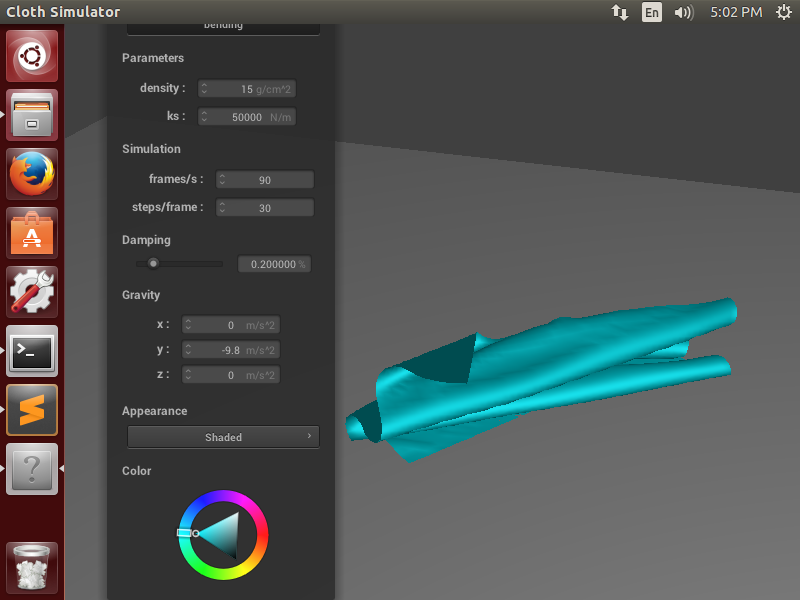 Cloth Simulator
En
5:02 PM
bending
Parameters
density : 15 g/cm^2
ks : 50000 N/m
Simulation
frames/s : 90
steps/frame : 30
Damping
0.200000 %
Gravity
x : 0 m/s^2
y : -9.8 m/s^2
z : 0 m/s^2
Appearance
Shaded
Color